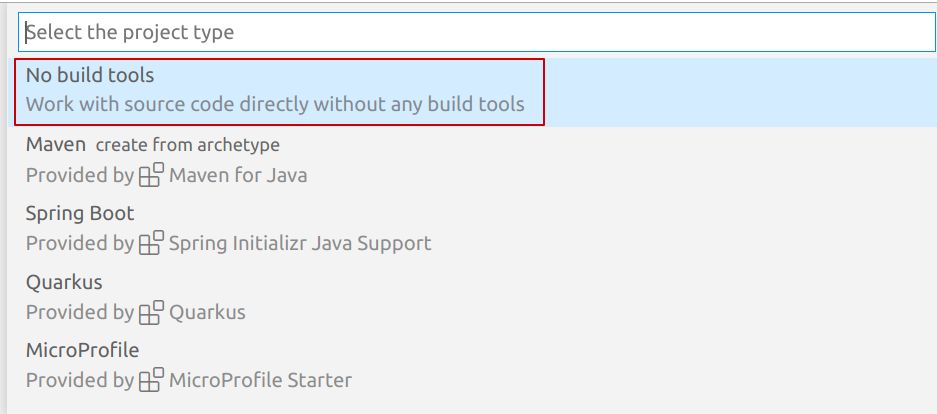 Select the project type
No build tools
Work with source code directly without any build tools
Maven create from archetype
Provided by Maven for Java
Spring Boot
Provided by Spring Initializr Java Support
Quarkus
Provided by Quarkus
MicroProfile
Provided by MicroProfile Starter